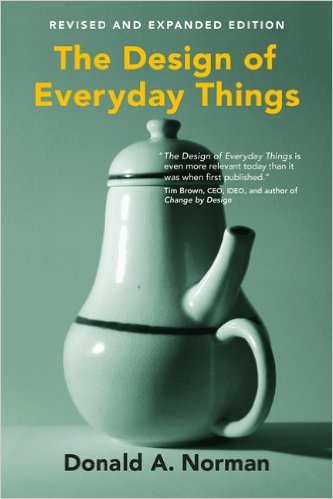 REVISED AND EXPANDED EDITION
The Design of
Everyday Things
“The Design of Everyday Things is
even more relevant today than it
was when first published.”
Tim Brown, CEO, IDEO, and author of
Change by Design
Donald A. Norman